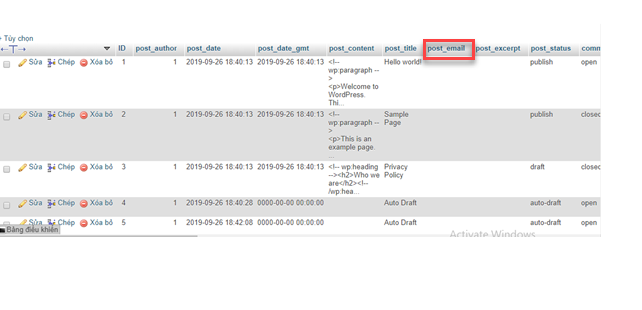 + Tùy chọn
ID post_author post_date post_date_gmt post_content post_title post_email post_excerpt post_status comm
Sửa Chép Xóa bỏ 1 1 2019-09-26 18:40:13 2019-09-26 18:40:13 <!-- Hello world! publish open
wp:paragraph --
>
<p>Welcome to
WordPress.
Thi...
Sửa Chép Xóa bỏ 2 1 2019-09-26 18:40:13 2019-09-26 18:40:13 <!-- Sample publish closed
wp:paragraph -- Page
>
<p>This is an
example page.
...
Sửa Chép Xóa bỏ 3 1 2019-09-26 18:40:13 2019-09-26 18:40:13 <!-- wp:heading Privacy draft closed
--><h2>Who we Policy
are</h2><!--
/wp:hea...
Sửa Chép Xóa bỏ 4 1 2019-09-26 18:40:28 0000-00-00 00:00:00 Auto Draft auto-draft open
Sửa Chép Xóa bỏ 5 1 2019-09-26 18:42:08 0000-00-00 00:00:00 Auto Draft auto-draft open
Bảng điều khiển
Activate Windows